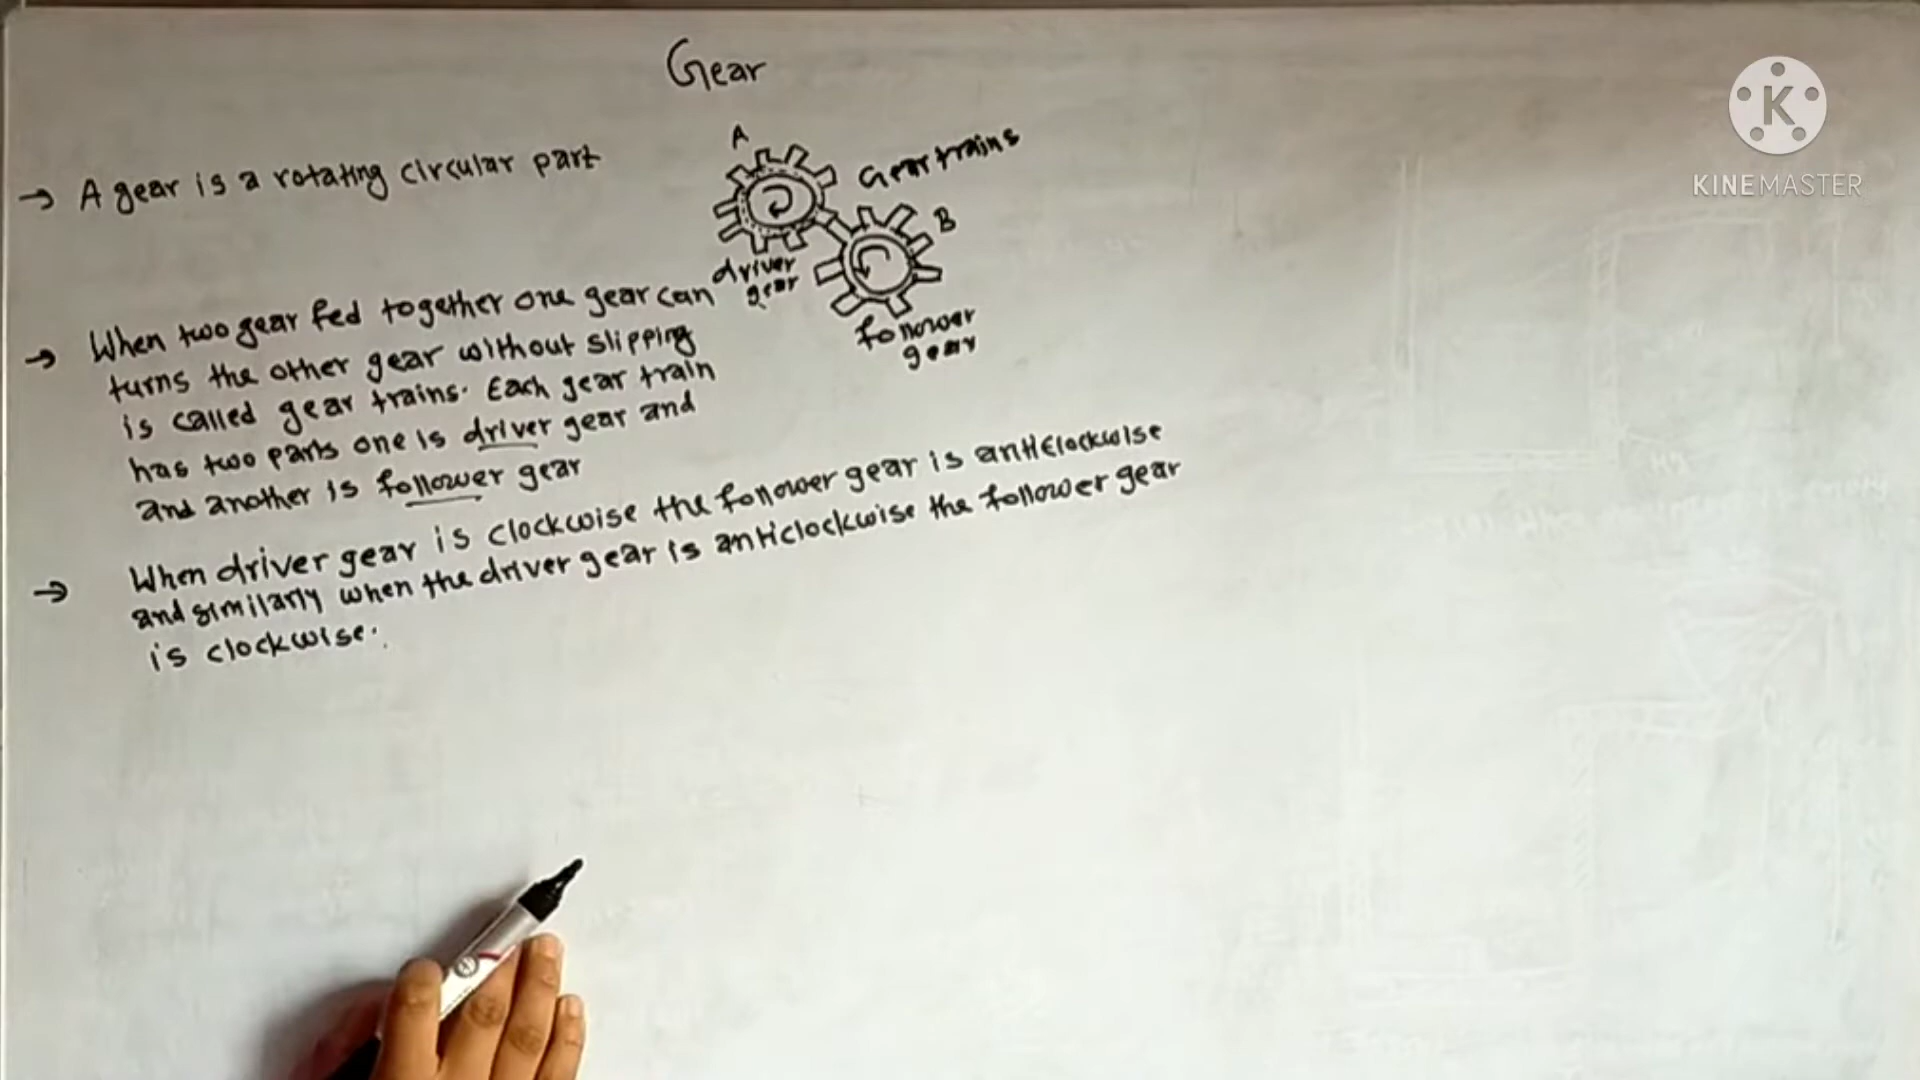 Gear
→ A gear is a rotating circular part
A
Gear trains
B
driver
gear
follower
gear
→ When two gear fed together one gear can
turns the other gear without slipping
is called gear trains. Each gear train
has two parts one is driver gear and
and another is follower gear
→ When driver gear is clockwise the follower gear is anticlockwise
and similarly when the driver gear is anticlockwise the follower gear
is clockwise.
K
KINEMASTER